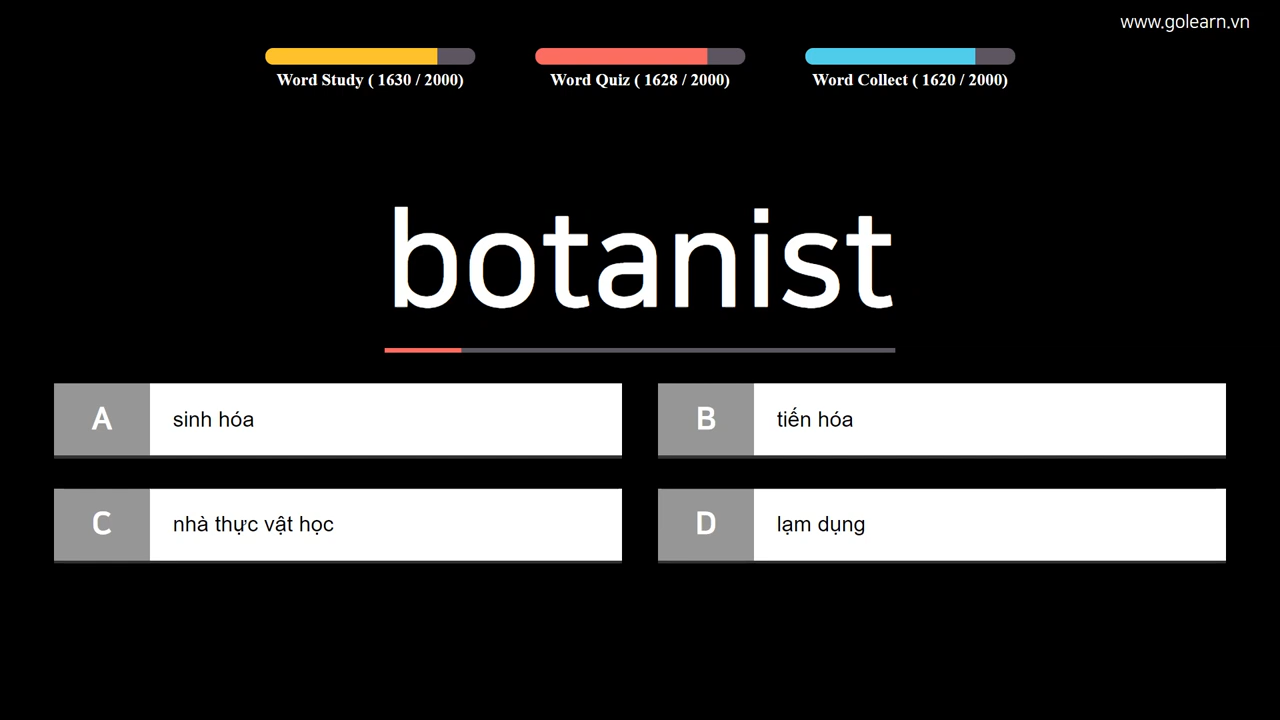 www.golearn.vn
Word Study ( 1630 / 2000)
Word Quiz ( 1628 / 2000)
Word Collect ( 1620 / 2000)
botanist
A sinh hóa
B tiến hóa
C nhà thực vật học
D lạm dụng